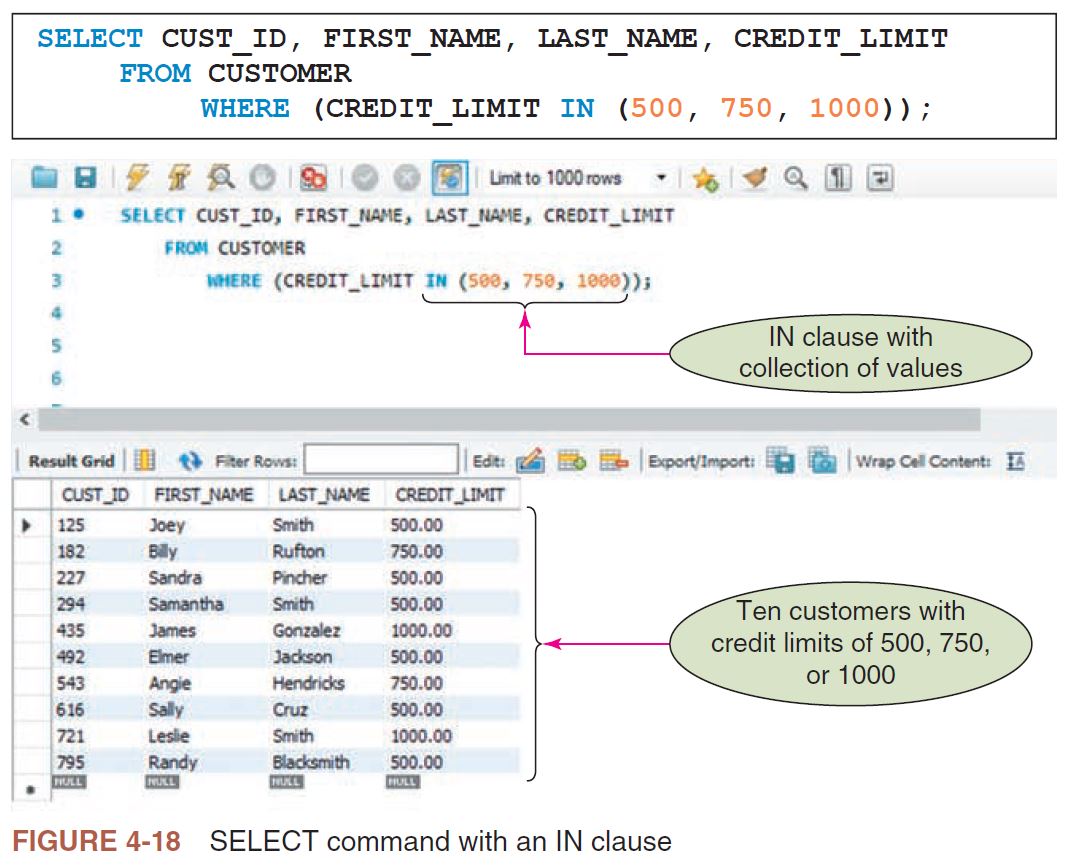 SELECT CUST_ID, FIRST_NAME, LAST_NAME, CREDIT_LIMIT
FROM CUSTOMER
WHERE (CREDIT_LIMIT IN (500, 750, 1000));
Limit to 1000 rows
1 SELECT CUST_ID, FIRST_NAME, LAST_NAME, CREDIT_LIMIT
2 FROM CUSTOMER
3 WHERE (CREDIT_LIMIT IN (500, 750, 1000));
4
5
6
IN clause with
collection of values
Result Grid Filter Rows: Edit: Export/Import: Wrap Cell Content: IA
CUST_ID FIRST_NAME LAST_NAME CREDIT_LIMIT
125 Joey Smith 500.00
182 Billy Rufton 750.00
227 Sandra Pincher 500.00
294 Samantha Smith 500.00
435 James Gonzalez 1000.00
492 Elmer Jackson 500.00
543 Angie Hendricks 750.00
616 Sally Cruz 500.00
721 Leslie Smith 1000.00
795 Randy Blacksmith 500.00
NULL NULL NULL NULL
Ten customers with
credit limits of 500, 750,
or 1000
FIGURE 4-18 SELECT command with an IN clause